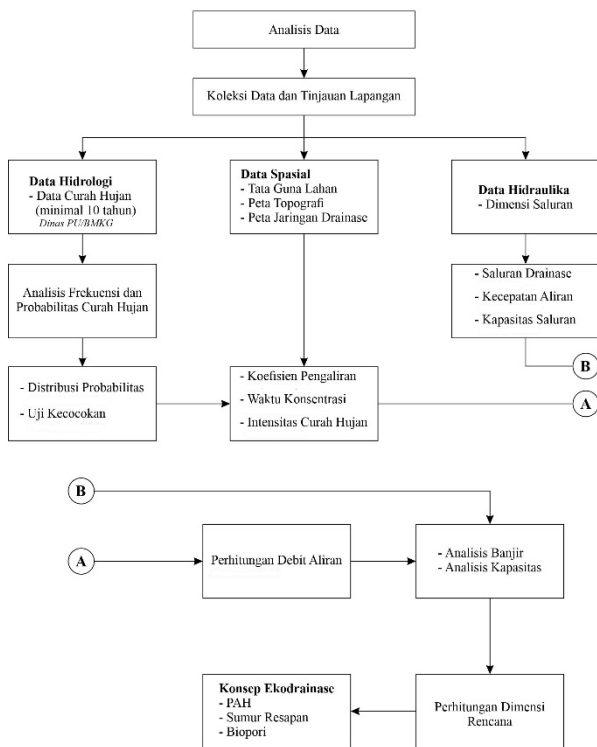 Analisis Data
Koleksi Data dan Tinjauan Lapangan
Data Hidrologi
- Data Curah Hujan
(minimal 10 tahun)
Dinas PU/BMKG
Data Spasial
- Tata Guna Lahan
- Peta Topografi
- Peta Jaringan Drainase
Data Hidraulika
- Dimensi Saluran
Analisis Frekuensi dan
Probabilitas Curah Hujan
- Saluran Drainase
- Kecepatan Aliran
- Kapasitas Saluran
B
- Distribusi Probabilitas
- Uji Kecocokan
- Koefisien Pengaliran
- Waktu Konsentrasi
- Intensitas Curah Hujan
A
B
A
Perhitungan Debit Aliran
- Analisis Banjir
- Analisis Kapasitas
Konsep Ekodrainase
- PAH
- Sumur Resapan
- Biopori
Perhitungan Dimensi
Rencana